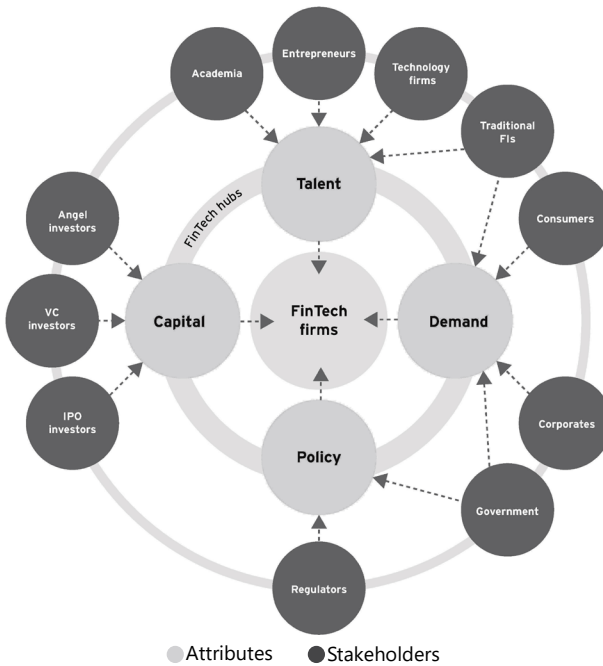 Entrepreneurs
Academia
Technology
firms
Traditional
FIs
Talent
FinTech hubs
Angel
investors
Consumers
VC
investors
Capital
FinTech
firms
Demand
IPO
investors
Corporates
Policy
Government
Regulators
Attributes
Stakeholders